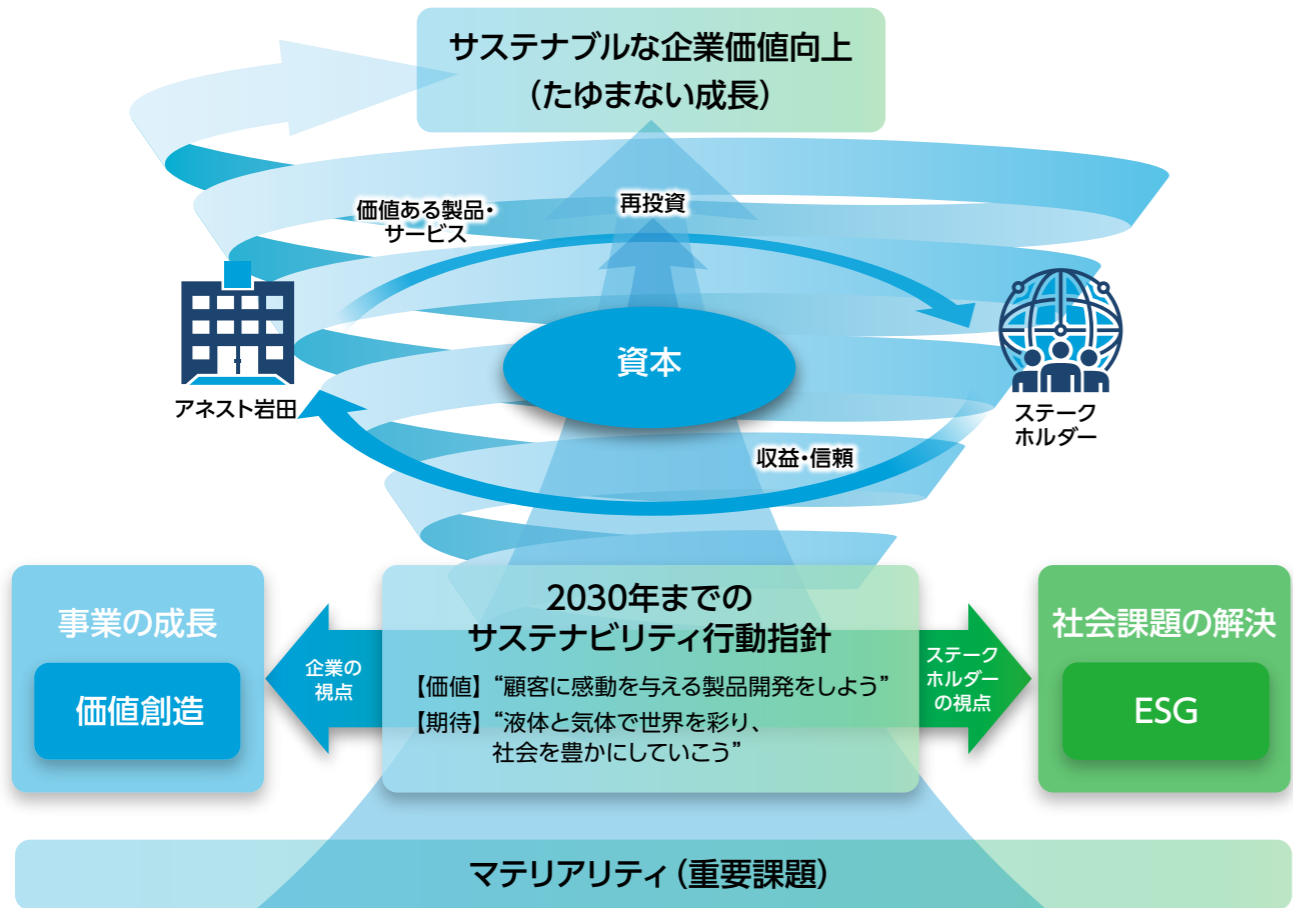 サステナブルな企業価値向上
(たゆまない成長)
価値ある製品・
サービス
再投資
アネスト岩田
資本
ステーク
ホルダー
収益・信頼
事業の成長
価値創造
企業の
視点
2030年までの
サステナビリティ行動指針
【価値】“顧客に感動を与える製品開発をしよう”
【期待】“液体と気体で世界を彩り、
社会を豊かにしていこう”
ステーク
ホルダー
の視点
社会課題の解決
ESG
マテリアリティ(重要課題)